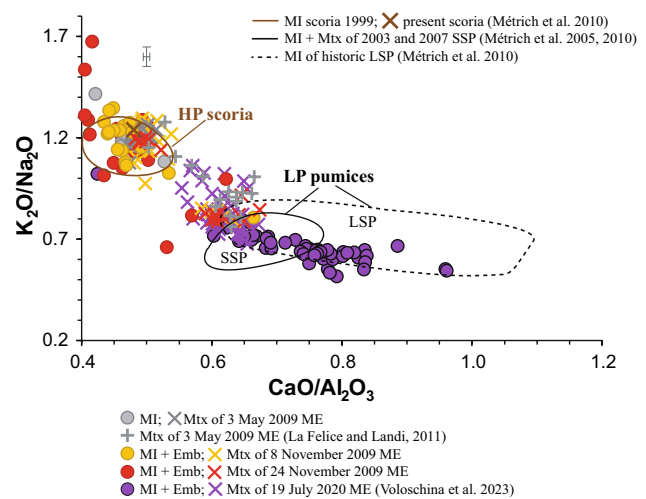 MI scoria 1999; present scoria (Métrich et al. 2010)
MI + Mtx of 2003 and 2007 SSP (Métrich et al. 2005, 2010)
MI of historic LSP (Métrich et al. 2010)
1.7
1.2
0.7
0.2
K₂O/Na₂O
HP scoria
LP pumices
LSP
SSP
0.4 0.6 0.8 1.0 1.2
CaO/Al₂O₃
MI; Mtx of 3 May 2009 ME
Mtx of 3 May 2009 ME (La Felice and Landi, 2011)
MI + Emb; Mtx of 8 November 2009 ME
MI + Emb; Mtx of 24 November 2009 ME
MI + Emb; Mtx of 19 July 2020 ME (Voloschina et al. 2023)